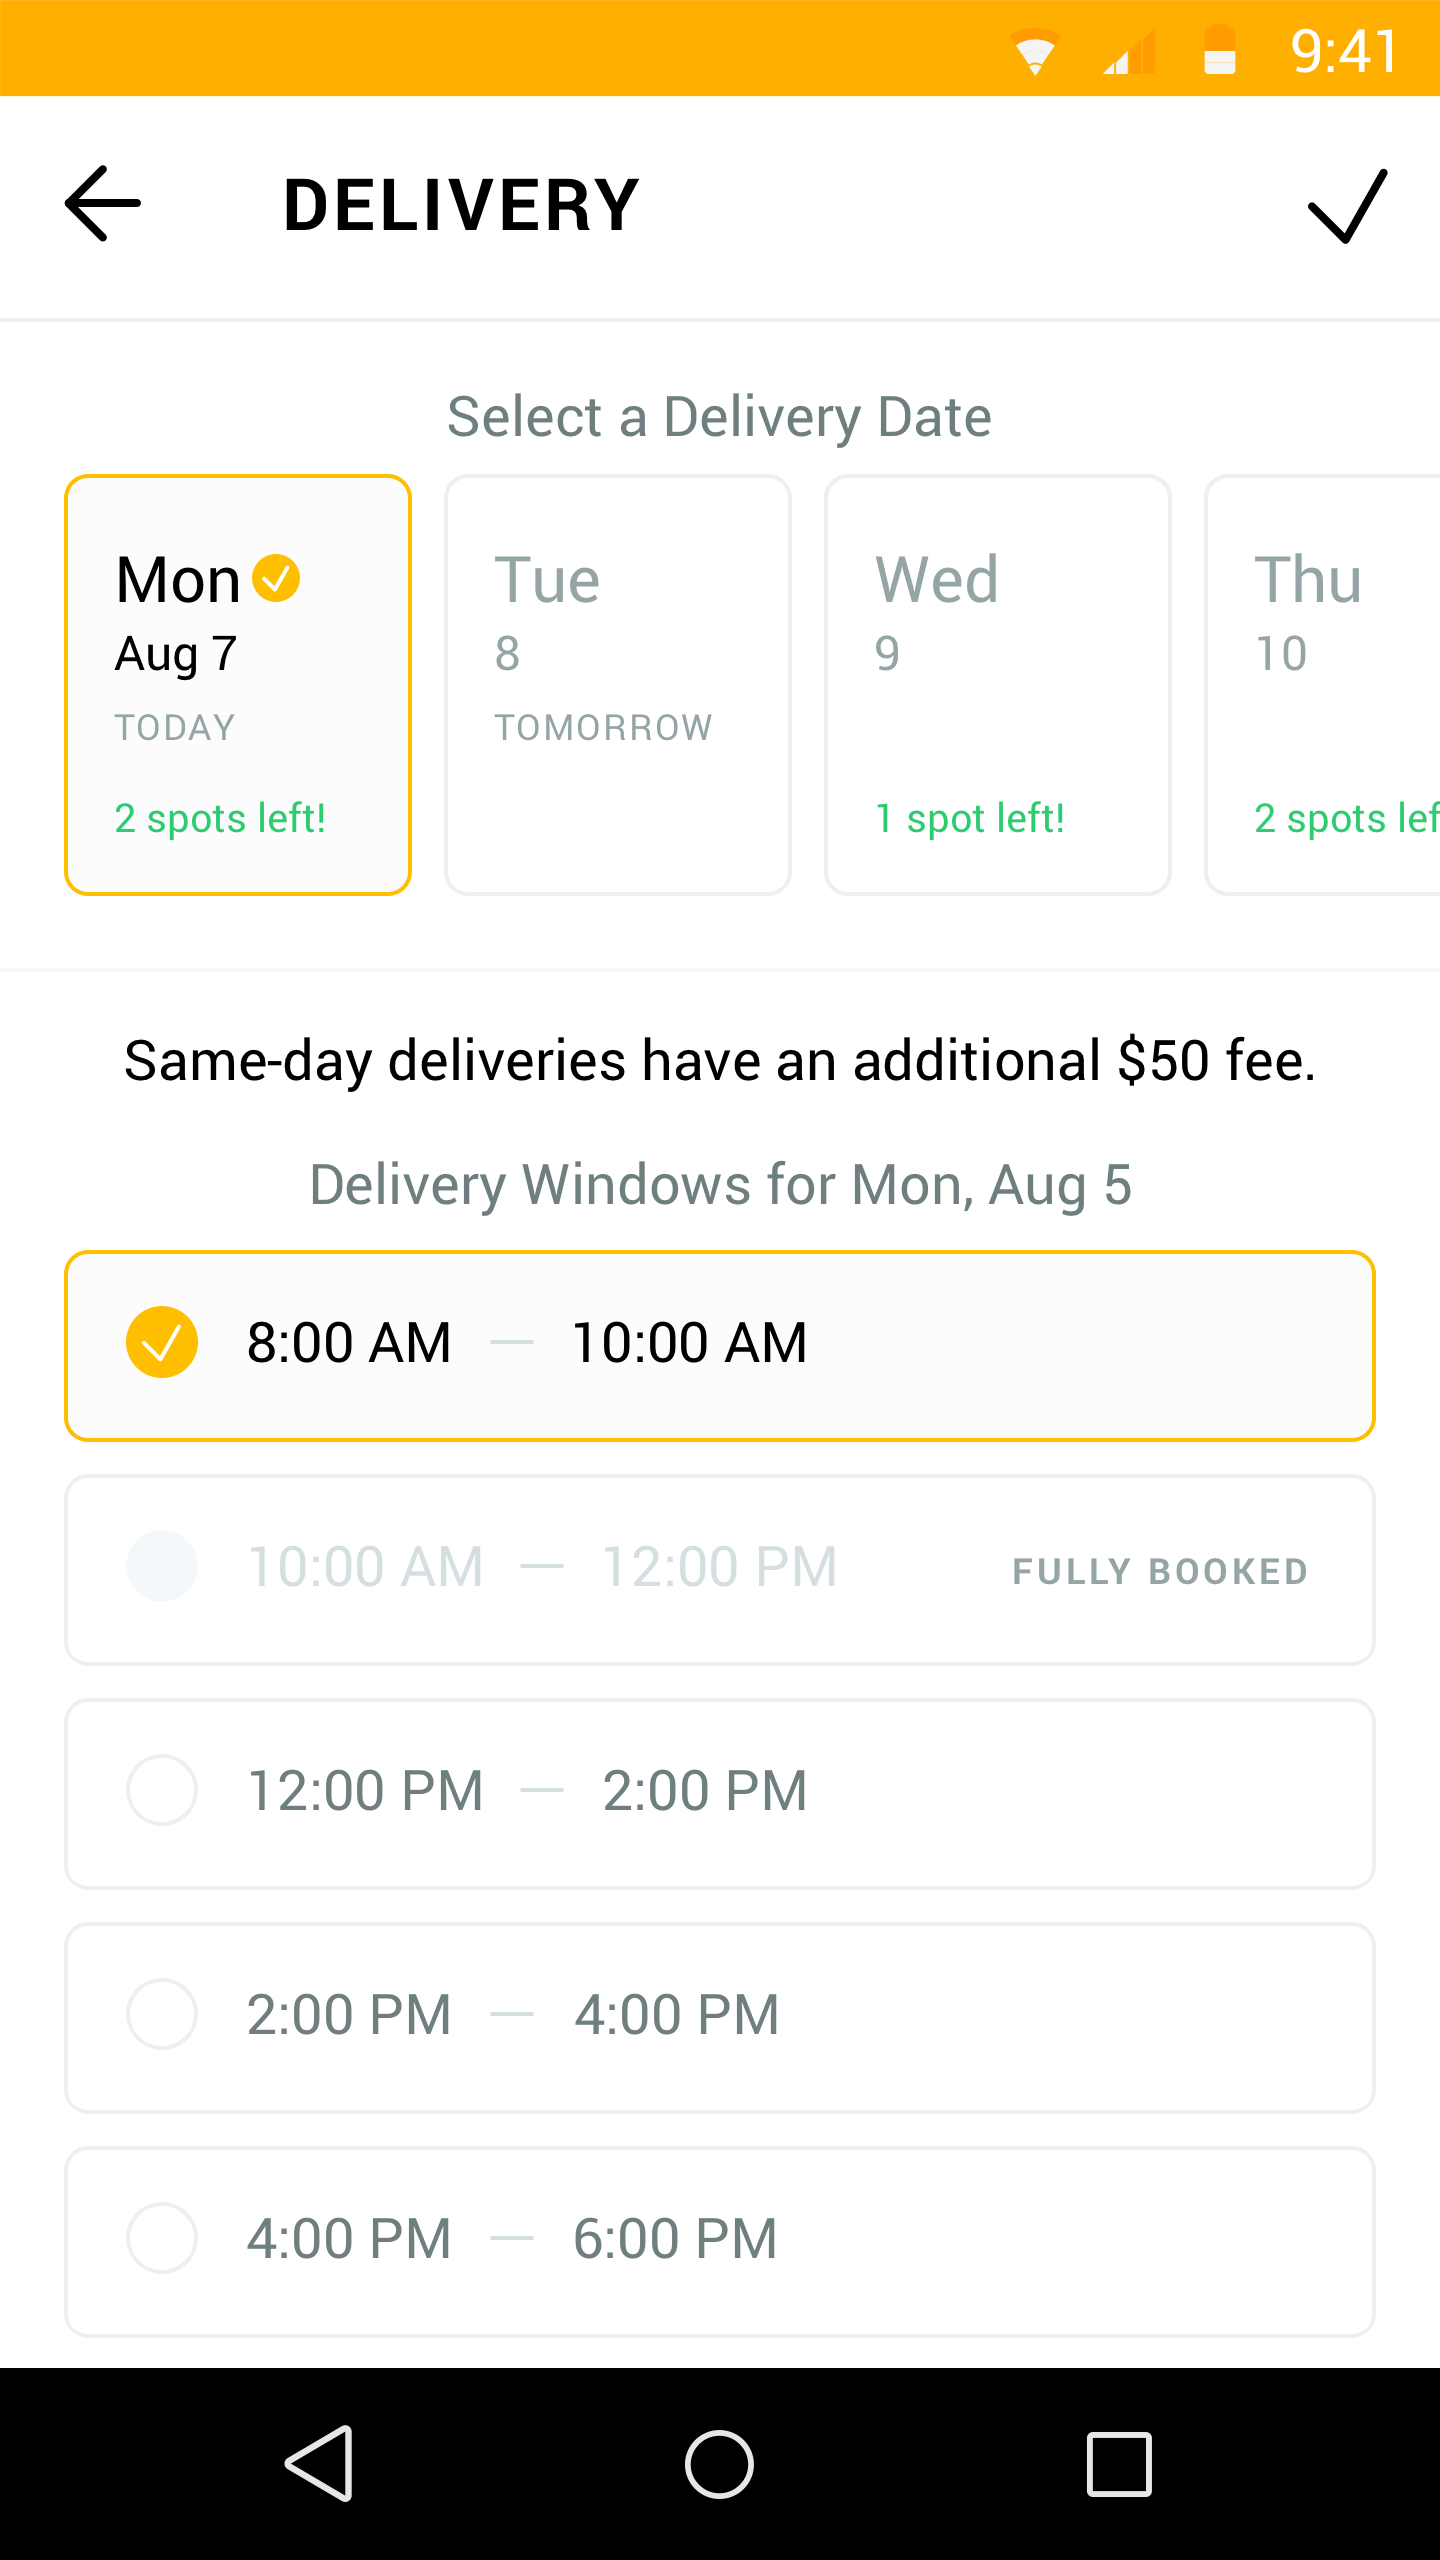 9:41
DELIVERY
Select a Delivery Date
Mon
Aug 7
TODAY
2 spots left!
Tue
8
TOMORROW
Wed
9
1 spot left!
Thu
10
2 spots lef
Same-day deliveries have an additional $50 fee.
Delivery Windows for Mon, Aug 5
8:00 AM — 10:00 AM
10:00 AM — 12:00 PM FULLY BOOKED
12:00 PM — 2:00 PM
2:00 PM — 4:00 PM
4:00 PM — 6:00 PM